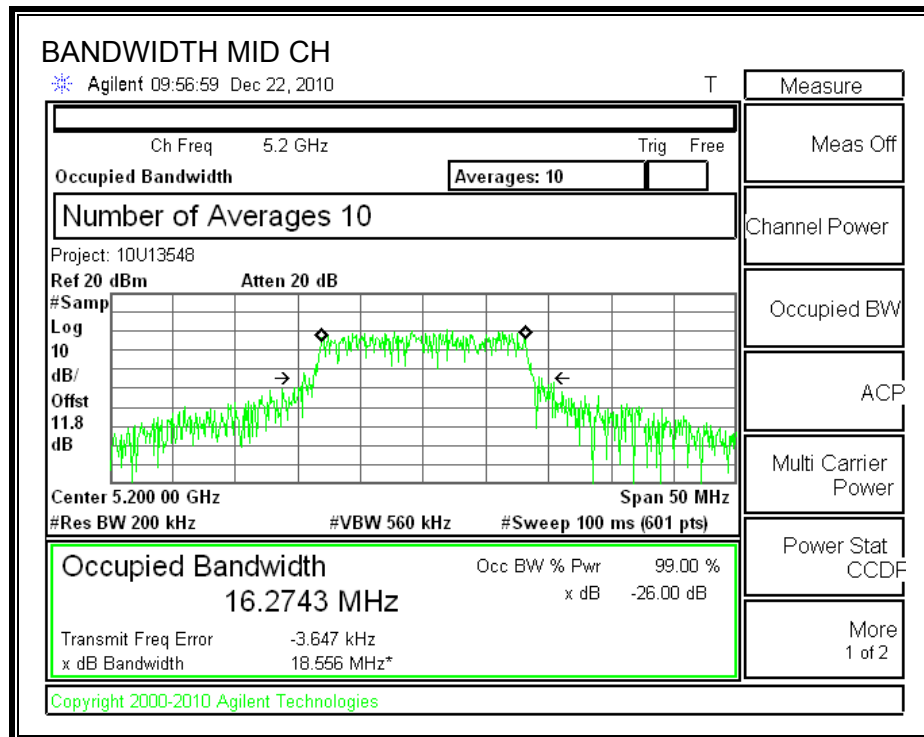 BANDWIDTH MID CH
Agilent 09:56:59 Dec 22, 2010 T
Measure
Ch Freq 5.2 GHz Trig Free
Occupied Bandwidth Averages: 10
Number of Averages 10
Project: 10U13548
Ref 20 dBm Atten 20 dB
#Samp
Log
10
dB/
Offst
11.8
dB
Center 5.200 00 GHz Span 50 MHz
#Res BW 200 kHz #VBW 560 kHz #Sweep 100 ms (601 pts)
Occupied Bandwidth Occ BW % Pwr 99.00 %
16.2743 MHz x dB -26.00 dB
Transmit Freq Error -3.647 kHz
x dB Bandwidth 18.556 MHz*
Meas Off
Channel Power
Occupied BW
ACP
Multi Carrier
Power
Power Stat
CCDF
More
1 of 2
Copyright 2000-2010 Agilent Technologies